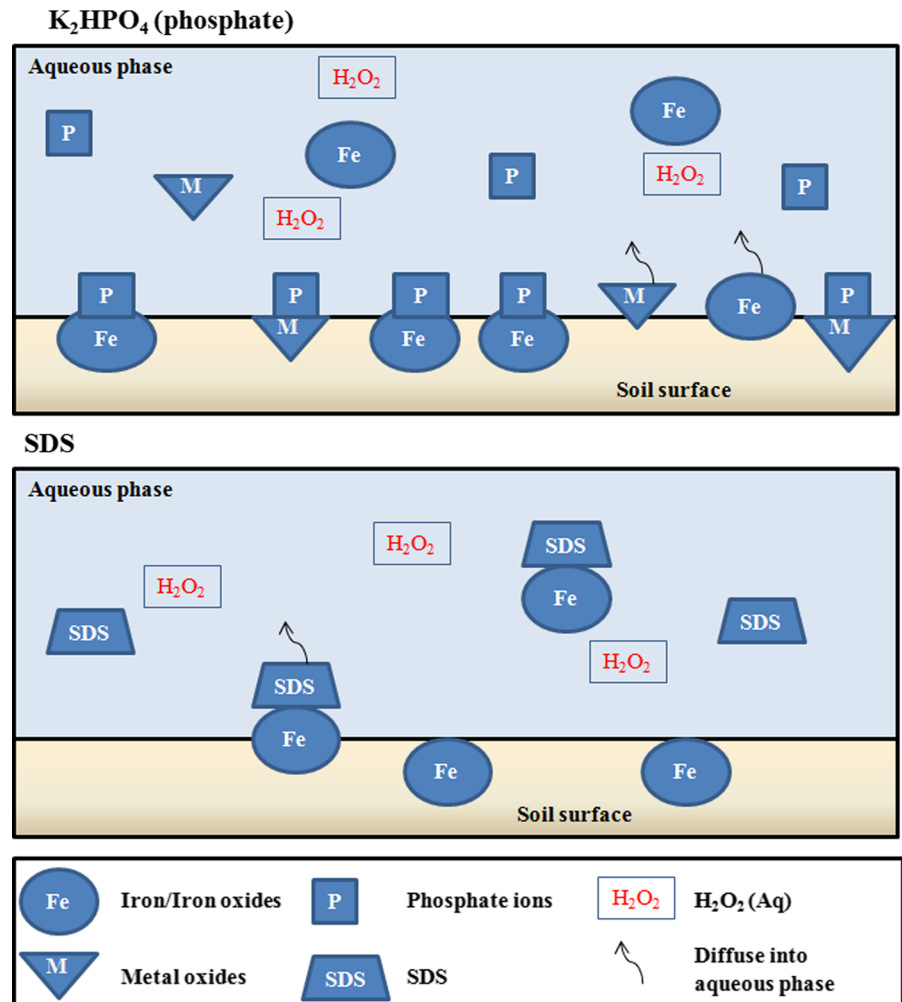 K₂HPO₄ (phosphate)
Aqueous phase
H₂O₂
Fe
P
Fe
P
H₂O₂
P
M
H₂O₂
P
P
P
P
M
Fe
P
Fe
M
Fe
Fe
M
Soil surface
SDS
Aqueous phase
H₂O₂
SDS
H₂O₂
Fe
SDS
SDS
H₂O₂
SDS
Fe
Fe
Fe
Soil surface
Fe
Iron/Iron oxides
P
Phosphate ions
H₂O₂
H₂O₂ (Aq)
M
Metal oxides
SDS
SDS
Diffuse into
aqueous phase